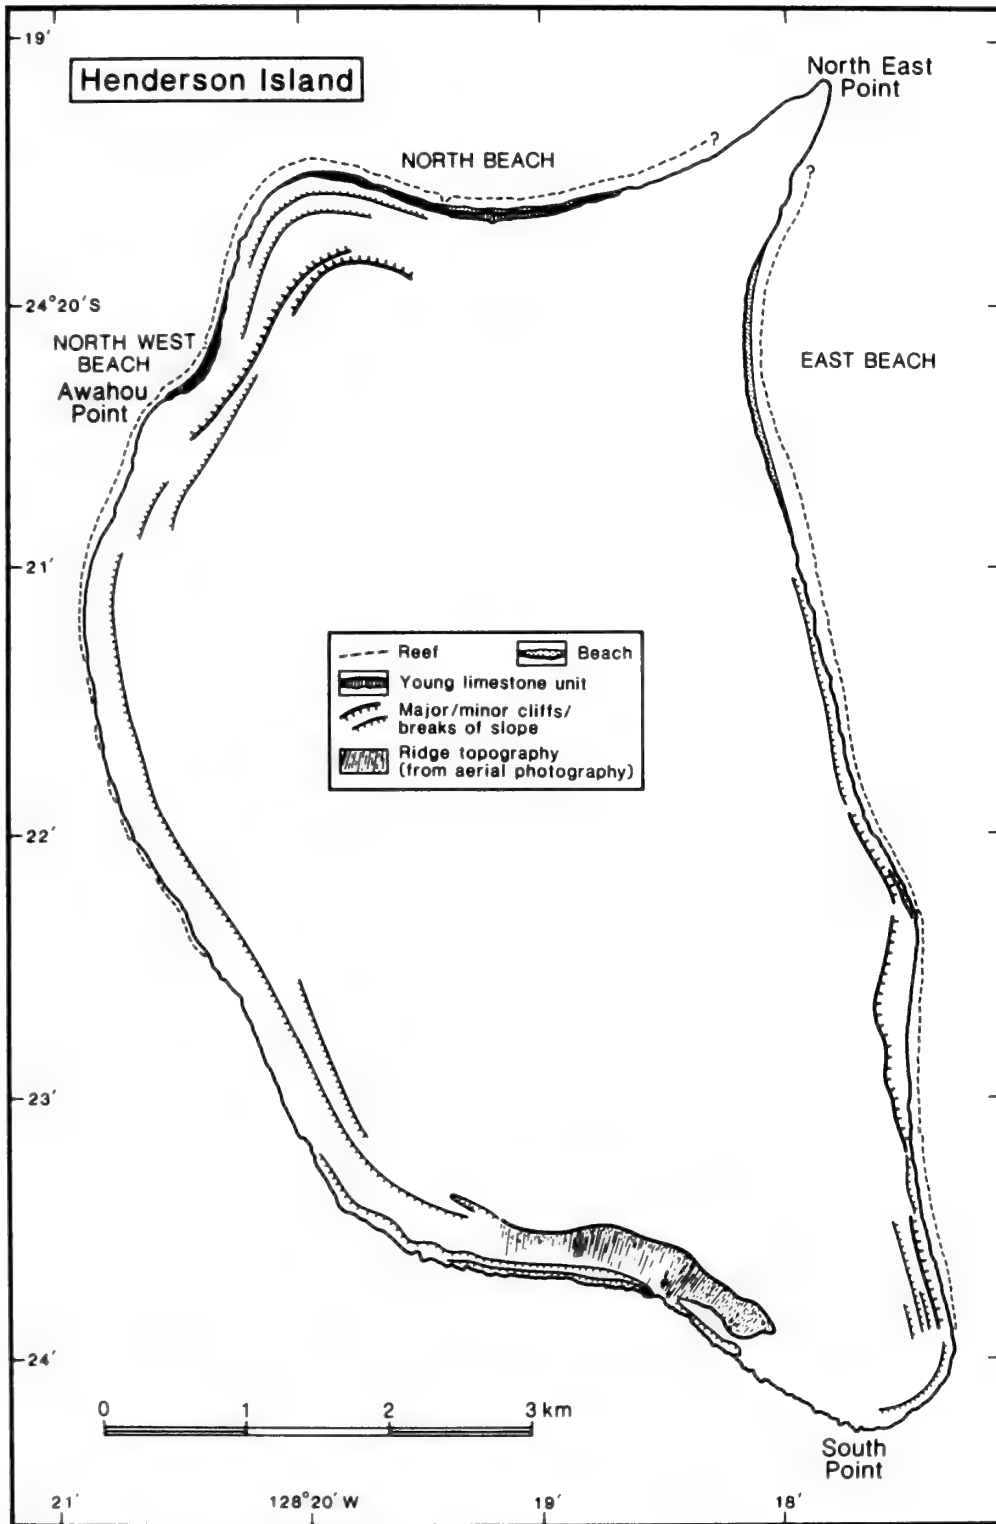 19'
Henderson Island
North East
Point
?
NORTH BEACH
?
24°20'S
NORTH WEST
BEACH
EAST BEACH
Awahou
Point
21'
Reef
Beach
Young limestone unit
Major/minor cliffs/
breaks of slope
Ridge topography
(from aerial photography)
22'
23'
24'
0 1 2 3 km
South
Point
21' 128°20'W 19' 18'